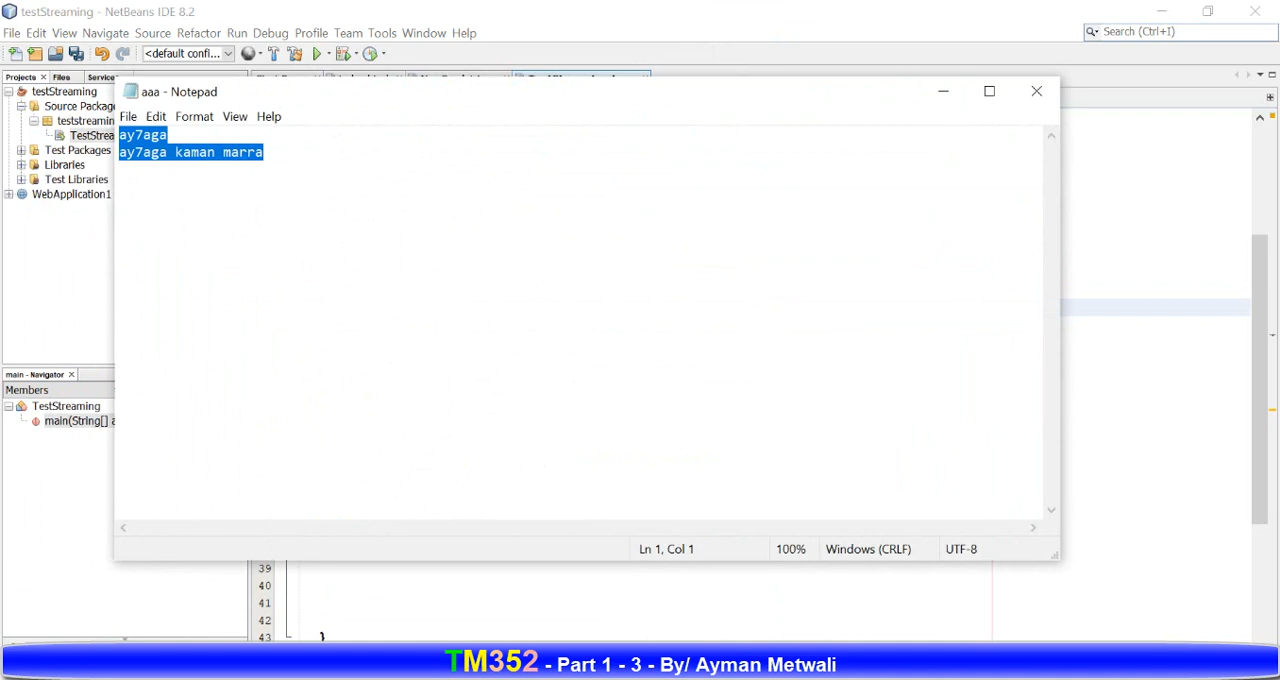 testStreaming - NetBeans IDE 8.2
File Edit View Navigate Source Refactor Run Debug Profile Team Tools Window Help
Search (Ctrl+I)
<default confi...
Projects Files Service
testStreaming
Source Package
teststreamin
TestStrea
Test Packages
Libraries
Test Libraries
WebApplication1
aaa - Notepad
File Edit Format View Help
ay7aga
ay7aga kaman marra
Ln 1, Col 1 100% Windows (CRLF) UTF-8
main - Navigator
Members
TestStreaming
main(String[] a
39
40
41
42
43 }
TM352 - Part 1 - 3 - By/ Ayman Metwali